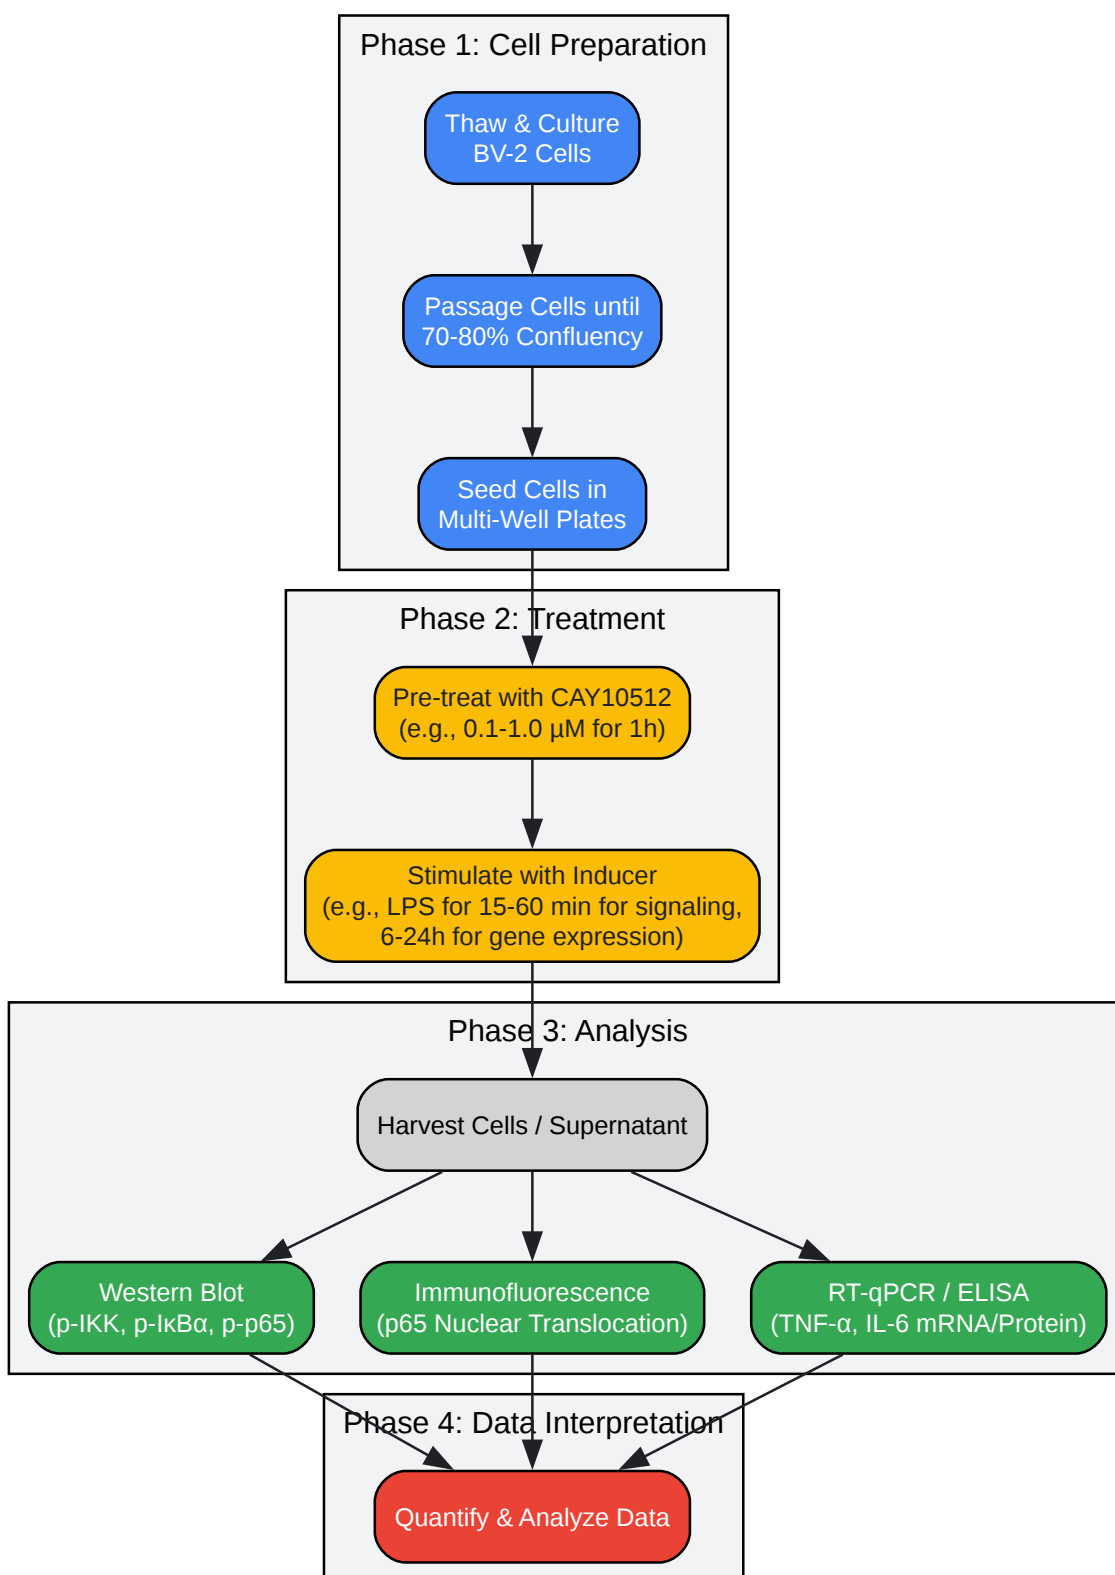 Phase 1: Cell Preparation
Thaw & Culture
BV-2 Cells
Passage Cells until
70-80% Confluency
Seed Cells in
Multi-Well Plates
Phase 2: Treatment
Pre-treat with CAY10512
(e.g., 0.1-1.0 µM for 1h)
Stimulate with Inducer
(e.g., LPS for 15-60 min for signaling,
6-24h for gene expression)
Phase 3: Analysis
Harvest Cells / Supernatant
Western Blot
(p-IKK, p-IκBα, p-p65)
Immunofluorescence
(p65 Nuclear Translocation)
RT-qPCR / ELISA
(TNF-α, IL-6 mRNA/Protein)
Phase 4: Data Interpretation
Quantify & Analyze Data